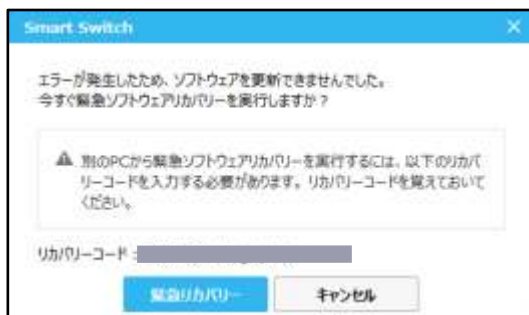 Smart Switch
エラーが発生したため、ソフトウェアを更新できませんでした。
今すぐ緊急ソフトウェアリカバリーを実行しますか?
別のPCから緊急ソフトウェアリカバリーを実行するには、以下のリカバ
リーコードを入力する必要があります。リカバリーコードを覚えておいて
ください。
リカバリーコード :
緊急リカバリー
キャンセル